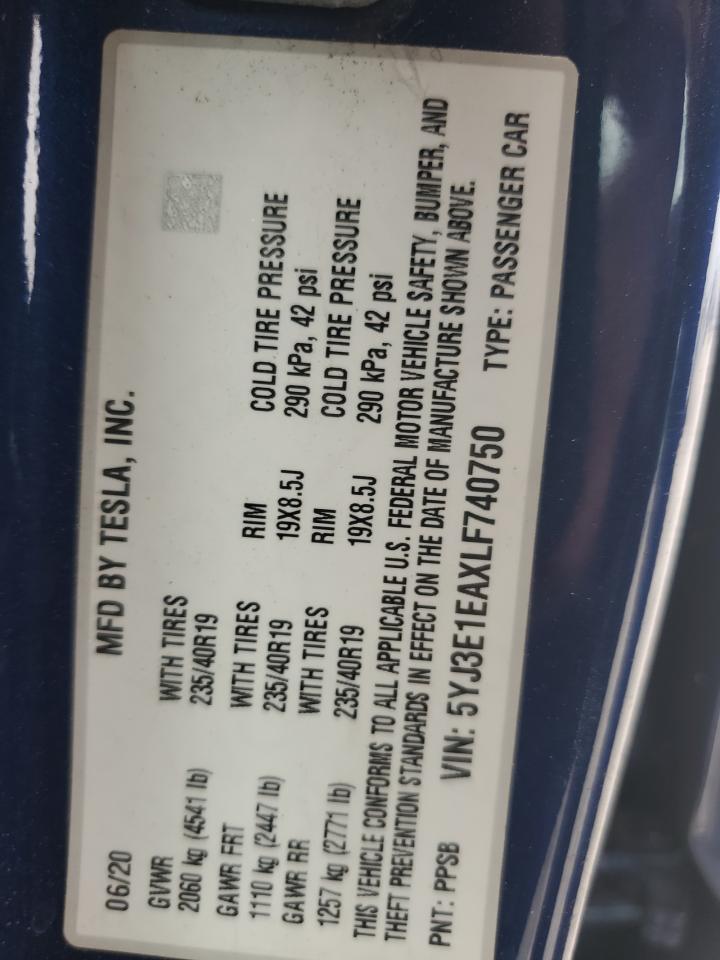 MFD BY TESLA, INC.
06/20
GVWR WITH TIRES
2060 kg (4541 lb) 235/40R19
GAWR FRT WITH TIRES RIM COLD TIRE PRESSURE
1110 kg (2447 lb) 235/40R19 19X8.5J 290 kPa, 42 psi
GAWR RR WITH TIRES RIM COLD TIRE PRESSURE
1257 kg (2771 lb) 235/40R19 19X8.5J 290 kPa, 42 psi
THIS VEHICLE CONFORMS TO ALL APPLICABLE U.S. FEDERAL MOTOR VEHICLE SAFETY, BUMPER, AND
THEFT PREVENTION STANDARDS IN EFFECT ON THE DATE OF MANUFACTURE SHOWN ABOVE.
PNT: PPSB VIN: 5YJ3E1EAXLF740750 TYPE: PASSENGER CAR